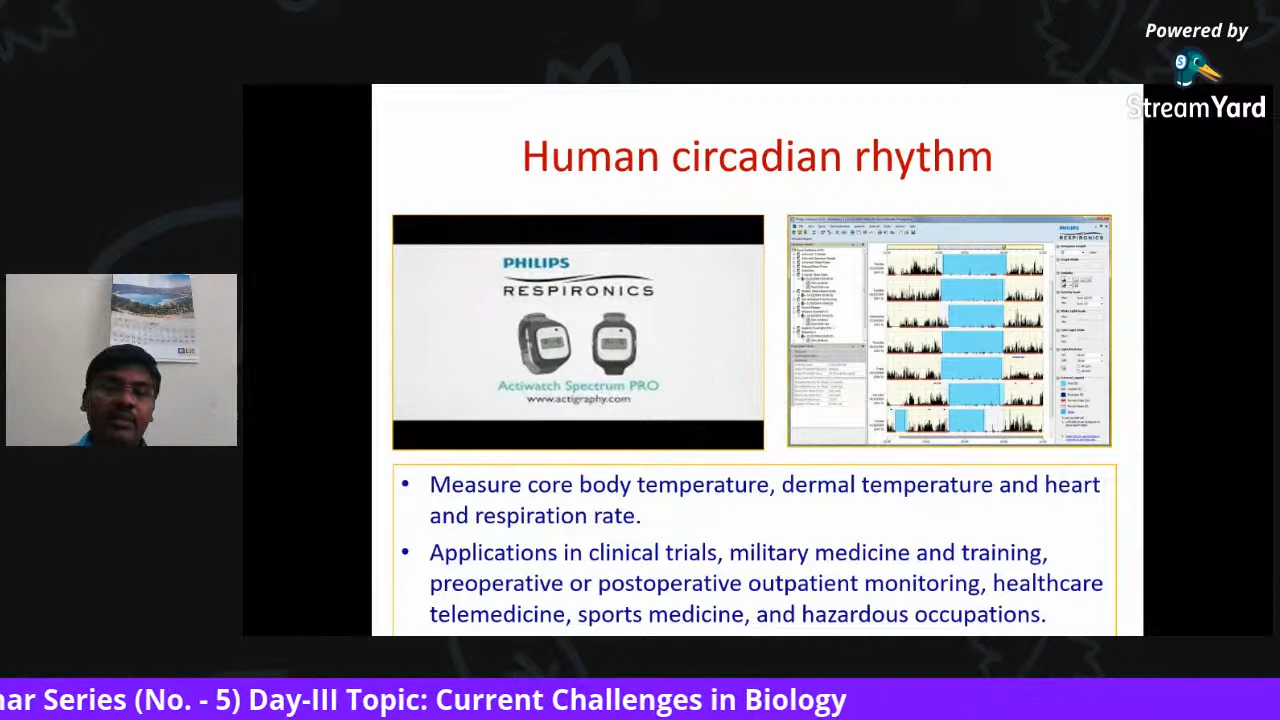 Powered by
StreamYard
Human circadian rhythm
PHILIPS
RESPIRONICS
Actiwatch Spectrum PRO
www.actigraphy.com
PHILIPS
RESPIRONICS
• Measure core body temperature, dermal temperature and heart
and respiration rate.
• Applications in clinical trials, military medicine and training,
preoperative or postoperative outpatient monitoring, healthcare
telemedicine, sports medicine, and hazardous occupations.
nar Series (No. - 5) Day-III Topic: Current Challenges in Biology